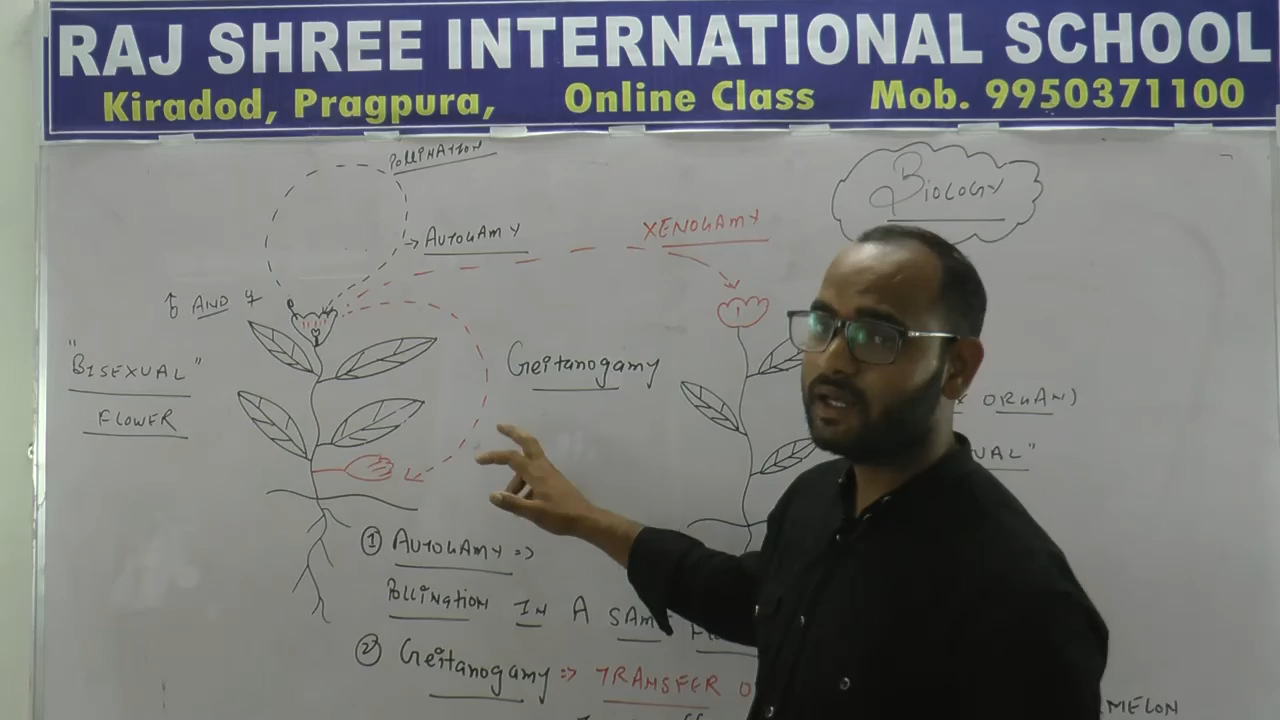 RAJ SHREE INTERNATIONAL SCHOOL
Kiradod, Pragpura, Online Class Mob. 9950371100
POLLINATION
BIOLOGY
AUTOGAMY
XENOGAMY
♂ AND ♀
"BISEXUAL"
FLOWER
Geitanogamy
ORGAN)
UAL"
① AUTOGAMY =>
POLLINATION IN A SAM
② Geitanogamy => TRANSFER O
MELON